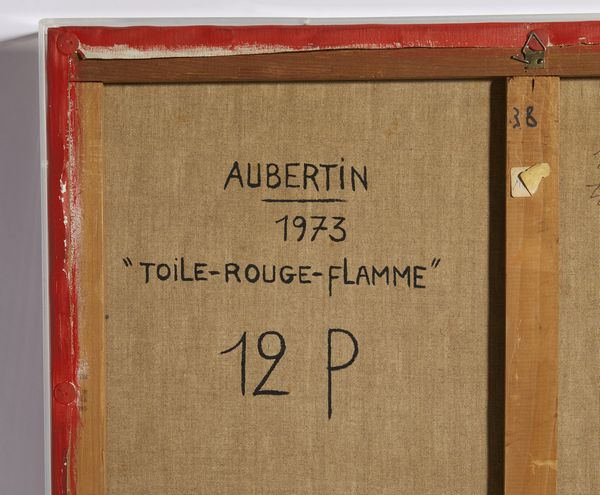 AUBERTiN
1973
"TOiLE-ROUGE-fLAMME"
12 P
38